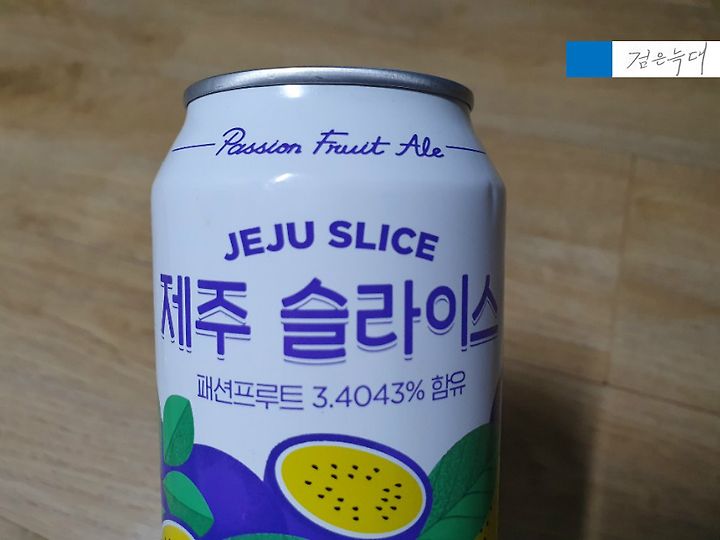 검은늑대
Passion Fruit Ale
JEJU SLICE
제주 슬라이스
패션프루트 3.4043% 함유